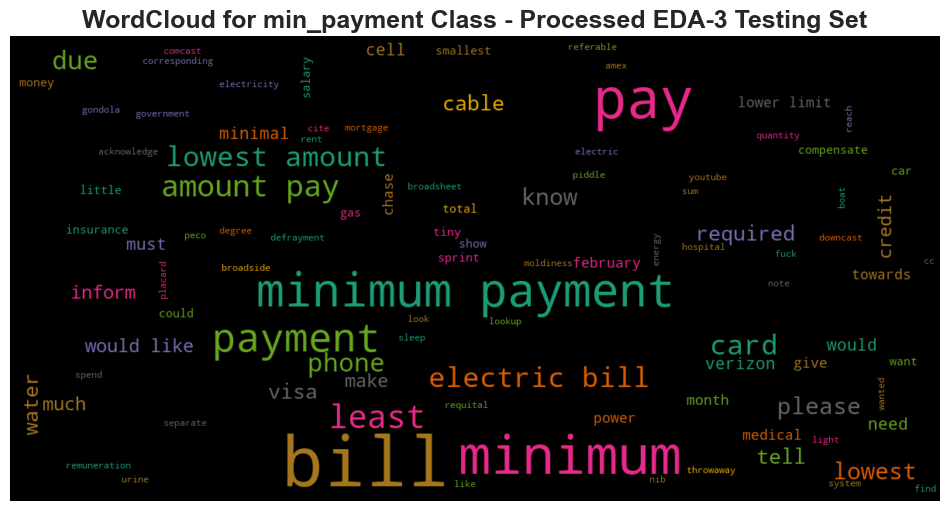 WordCloud for min_payment Class - Processed EDA-3 Testing Set
comcast
corresponding
due
cell
smallest
referable
amex
money
electricity
salary
pay
cable
lower limit
reach
gondola
government
minimal
cite
mortgage
rent
quantity
compensate
acknowledge
lowest amount
electric
car
amount pay
chase
broadsheet
piddle
youtube
sum
boat
little
know
gas
total
credit
insurance
must
peco
degree
defrayment
tiny
show
required
downcast
hospital
fuck
energy
sprint
broadside
moldiness
february
cc
towards
placard
inform
minimum payment
note
could
look
lookup
payment
sleep
would like
phone
card
would
verizon
give
want
spend
visa
make
electric bill
wanted
water
much
least
requital
power
month
please
need
separate
medical
light
bill
minimum
tell
lowest
remuneration
urine
like
nib
throwaway
system
find